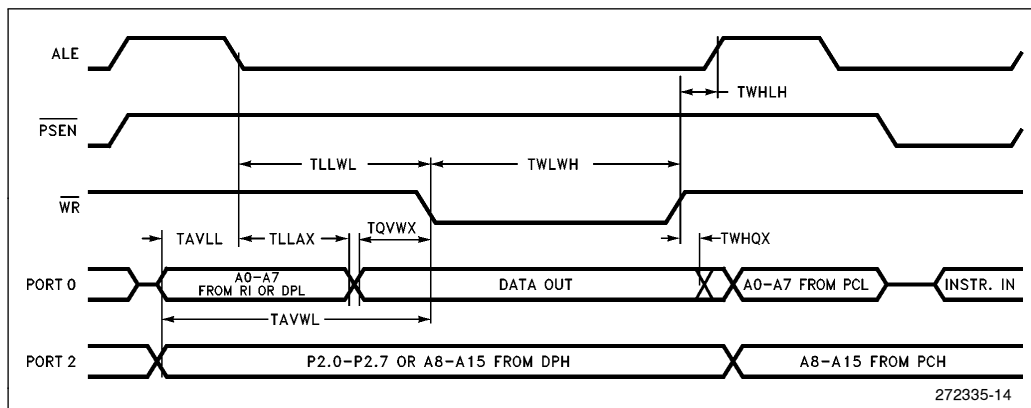 ALE
TWHLH
PSEN
TLLWL
TWLWH
WR
TAVLL
TLLAX
TQVWX
TWHQX
PORT 0
A0–A7
FROM RI OR DPL
DATA OUT
A0–A7 FROM PCL
INSTR. IN
TAVWL
PORT 2
P2.0–P2.7 OR A8–A15 FROM DPH
A8–A15 FROM PCH
272335-14